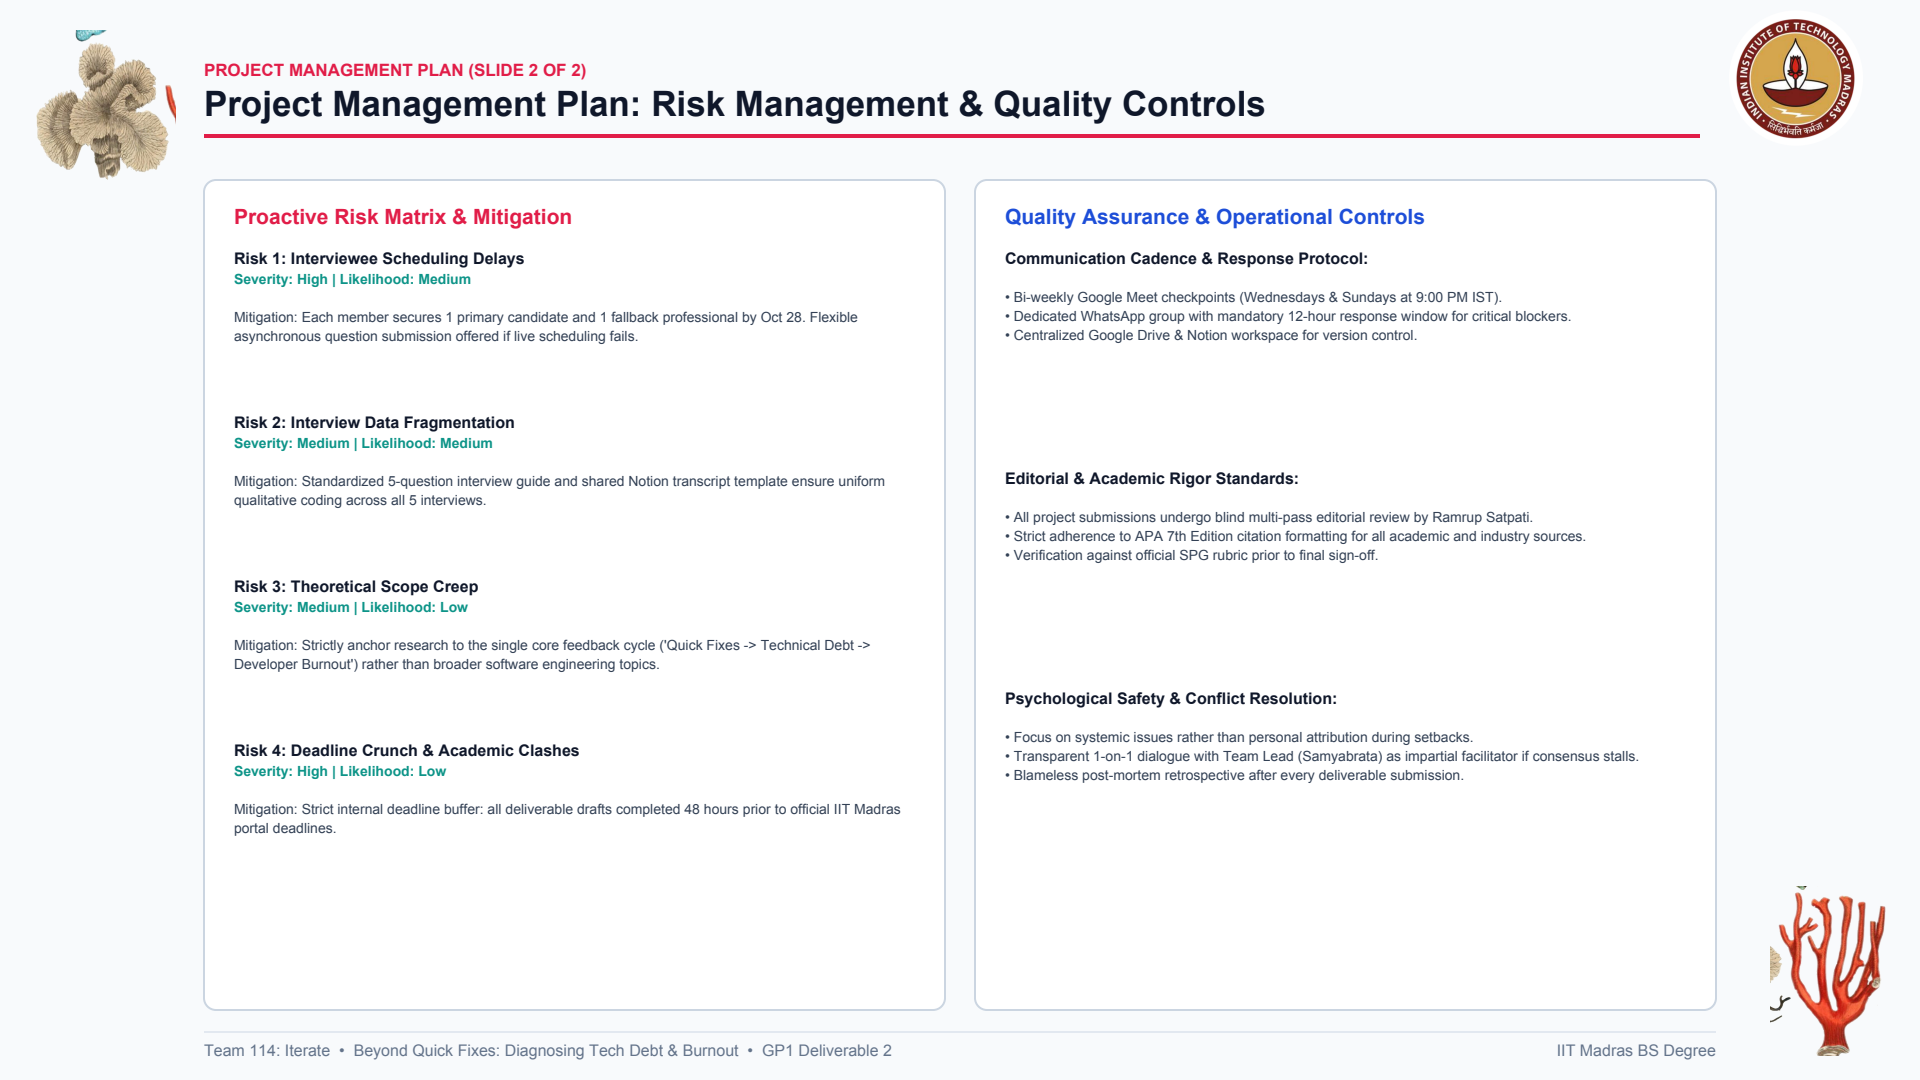 PROJECT MANAGEMENT PLAN (SLIDE 2 OF 2)
Project Management Plan: Risk Management & Quality Controls
INDIAN INSTITUTE OF TECHNOLOGY MADRAS
सिद्धिर्भवति कर्मजा
Proactive Risk Matrix & Mitigation
Risk 1: Interviewee Scheduling Delays
Severity: High | Likelihood: Medium
Mitigation: Each member secures 1 primary candidate and 1 fallback professional by Oct 28. Flexible
asynchronous question submission offered if live scheduling fails.
Risk 2: Interview Data Fragmentation
Severity: Medium | Likelihood: Medium
Mitigation: Standardized 5-question interview guide and shared Notion transcript template ensure uniform
qualitative coding across all 5 interviews.
Risk 3: Theoretical Scope Creep
Severity: Medium | Likelihood: Low
Mitigation: Strictly anchor research to the single core feedback cycle ('Quick Fixes -> Technical Debt ->
Developer Burnout') rather than broader software engineering topics.
Risk 4: Deadline Crunch & Academic Clashes
Severity: High | Likelihood: Low
Mitigation: Strict internal deadline buffer: all deliverable drafts completed 48 hours prior to official IIT Madras
portal deadlines.
Quality Assurance & Operational Controls
Communication Cadence & Response Protocol:
• Bi-weekly Google Meet checkpoints (Wednesdays & Sundays at 9:00 PM IST).
• Dedicated WhatsApp group with mandatory 12-hour response window for critical blockers.
• Centralized Google Drive & Notion workspace for version control.
Editorial & Academic Rigor Standards:
• All project submissions undergo blind multi-pass editorial review by Ramrup Satpati.
• Strict adherence to APA 7th Edition citation formatting for all academic and industry sources.
• Verification against official SPG rubric prior to final sign-off.
Psychological Safety & Conflict Resolution:
• Focus on systemic issues rather than personal attribution during setbacks.
• Transparent 1-on-1 dialogue with Team Lead (Samyabrata) as impartial facilitator if consensus stalls.
• Blameless post-mortem retrospective after every deliverable submission.
Team 114: Iterate • Beyond Quick Fixes: Diagnosing Tech Debt & Burnout • GP1 Deliverable 2
IIT Madras BS Degree